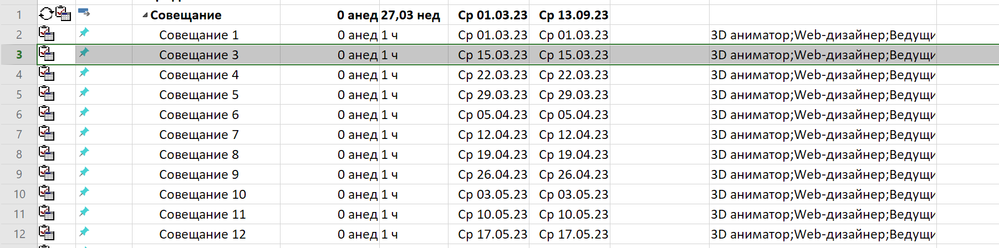 1 Совещание 0 анед 27,03 нед Ср 01.03.23 Ср 13.09.23
2 Совещание 1 0 анед 1 ч Ср 01.03.23 Ср 01.03.23 3D аниматор;Web-дизайнер;Ведущи
3 Совещание 3 0 анед 1 ч Ср 15.03.23 Ср 15.03.23 3D аниматор;Web-дизайнер;Ведущи
4 Совещание 4 0 анед 1 ч Ср 22.03.23 Ср 22.03.23 3D аниматор;Web-дизайнер;Ведущи
5 Совещание 5 0 анед 1 ч Ср 29.03.23 Ср 29.03.23 3D аниматор;Web-дизайнер;Ведущи
6 Совещание 6 0 анед 1 ч Ср 05.04.23 Ср 05.04.23 3D аниматор;Web-дизайнер;Ведущи
7 Совещание 7 0 анед 1 ч Ср 12.04.23 Ср 12.04.23 3D аниматор;Web-дизайнер;Ведущи
8 Совещание 8 0 анед 1 ч Ср 19.04.23 Ср 19.04.23 3D аниматор;Web-дизайнер;Ведущи
9 Совещание 9 0 анед 1 ч Ср 26.04.23 Ср 26.04.23 3D аниматор;Web-дизайнер;Ведущи
10 Совещание 10 0 анед 1 ч Ср 03.05.23 Ср 03.05.23 3D аниматор;Web-дизайнер;Ведущи
11 Совещание 11 0 анед 1 ч Ср 10.05.23 Ср 10.05.23 3D аниматор;Web-дизайнер;Ведущи
12 Совещание 12 0 анед 1 ч Ср 17.05.23 Ср 17.05.23 3D аниматор;Web-дизайнер;Ведущи